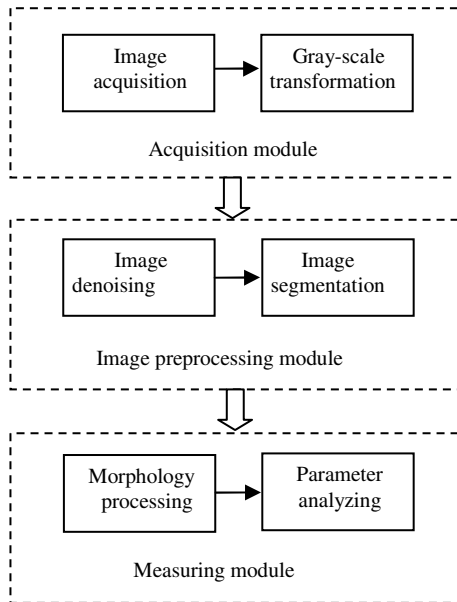 Image
acquisition
Gray-scale
transformation
Acquisition module
Image
denoising
Image
segmentation
Image preprocessing module
Morphology
processing
Parameter
analyzing
Measuring module